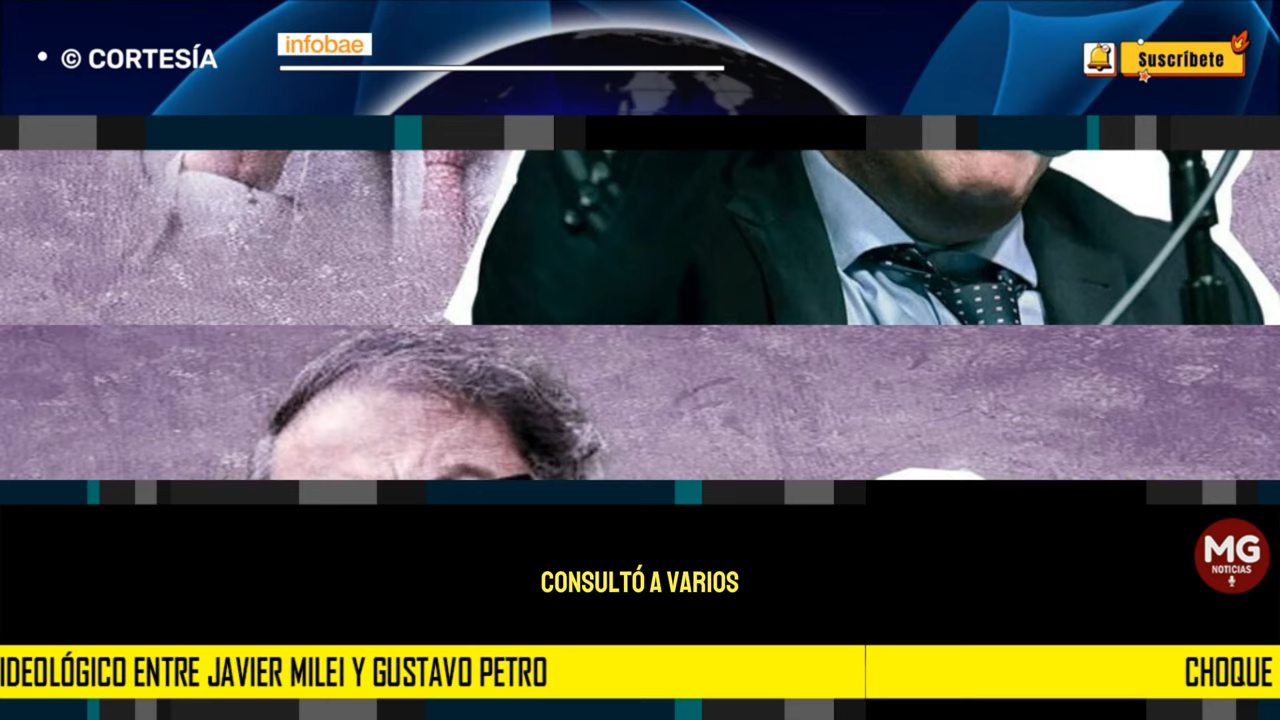 • © CORTESÍA
infobae
Suscríbete
CONSULTÓ A VARIOS
MG
NOTICIAS
IDEOLÓGICO ENTRE JAVIER MILEI Y GUSTAVO PETRO
CHOQUE